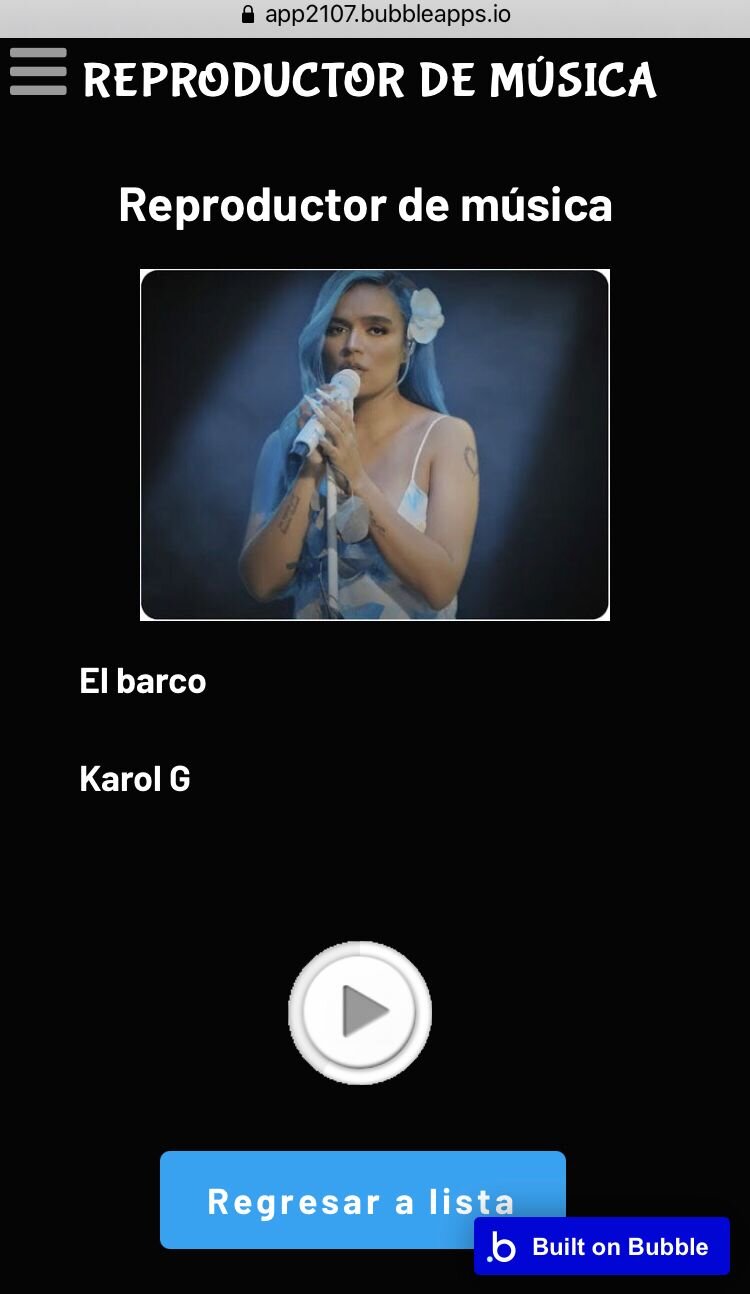 app2107.bubbleapps.io
REPRODUCTOR DE MÚSICA
Reproductor de música
El barco
Karol G
Regresar a lista
Built on Bubble